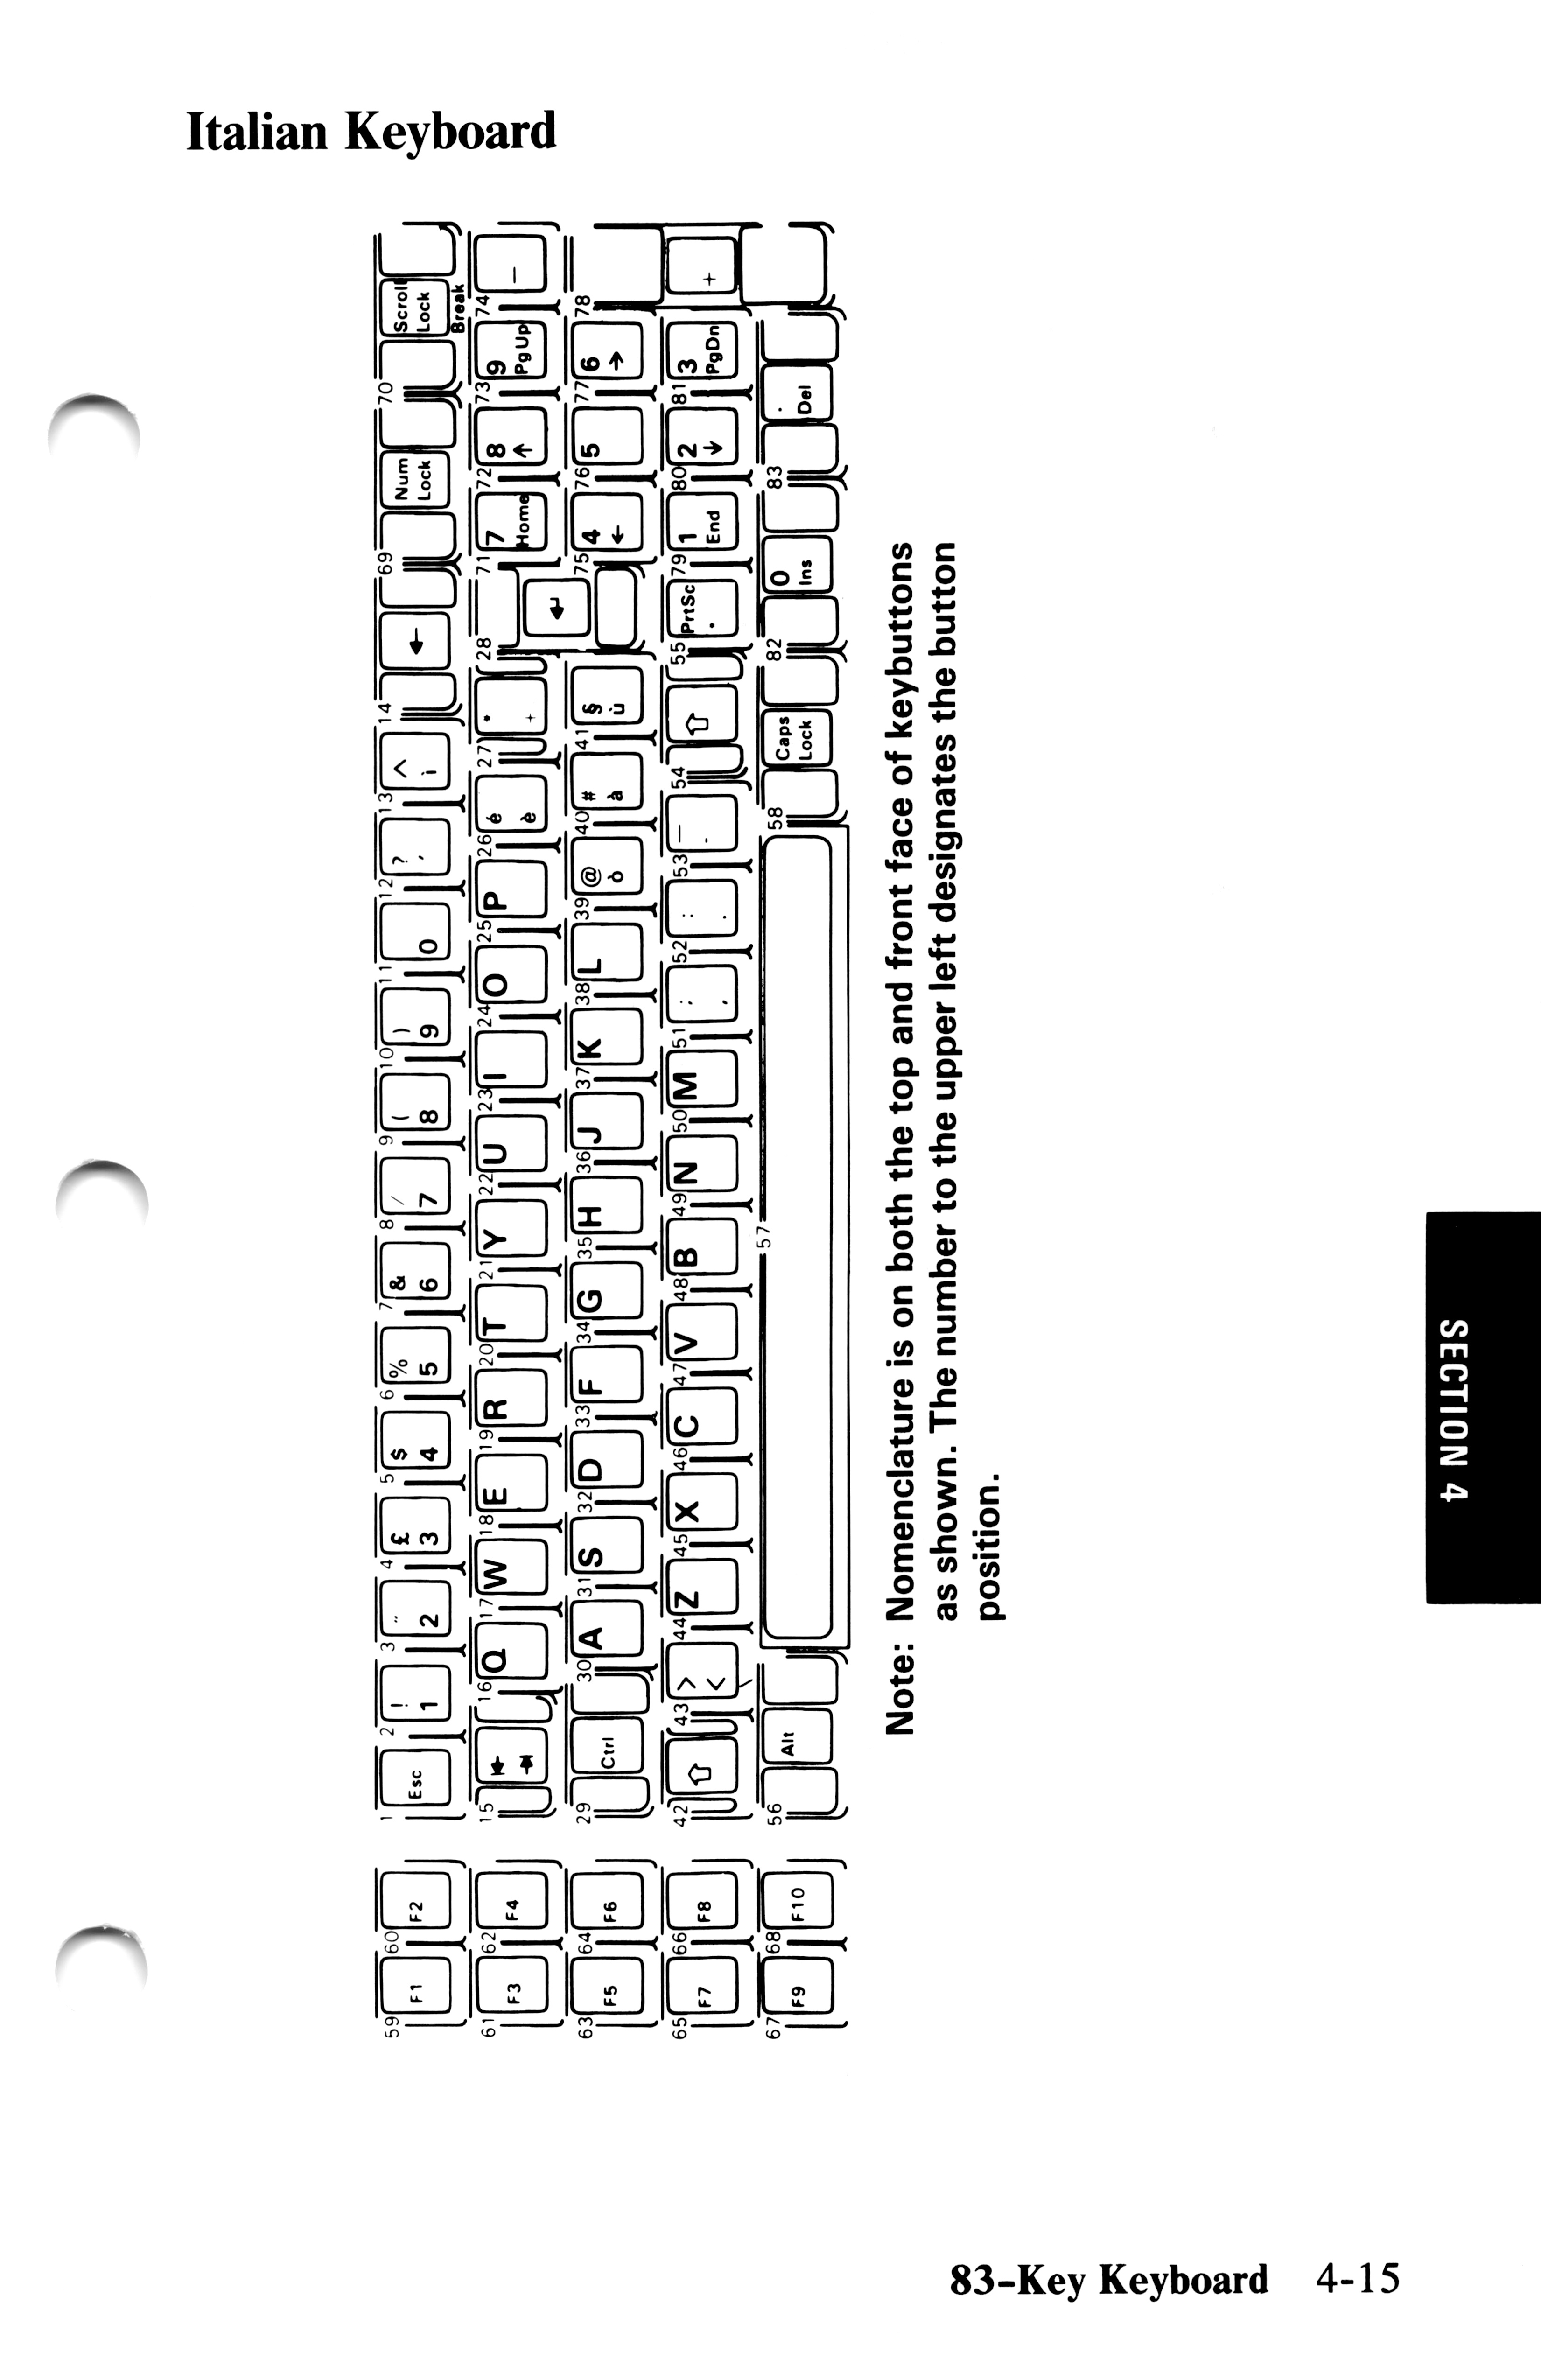 Italian Keyboard
59 F1 60 F2 1 Esc 2 ! 1 3 " 2 4 £ 3 5 $ 4 6 % 5 7 & 6 8 / 7 9 ( 8 10 ) 9 11 0 12 ? ' 13 ^ ì 14 ← 69 Num Lock 70 Scroll Lock Break
61 F3 62 F4 15 ⇤ ⇥ 16 Q 17 W 18 E 19 R 20 T 21 Y 22 U 23 I 24 O 25 P 26 é è 27 * + 28 ↵ 71 7 Home 72 8 ↑ 73 9 PgUp 74 —
63 F5 64 F6 29 Ctrl 30 A 31 S 32 D 33 F 34 G 35 H 36 J 37 K 38 L 39 @ ò 40 # à 41 § ù 75 4 ← 76 5 77 6 → 78 +
65 F7 66 F8 42 ⇧ 43 > < \ 44 Z 45 X 46 C 47 V 48 B 49 N 50 M 51 ; , 52 : . 53 — - 54 ⇧ 55 PrtSc * 79 1 End 80 2 ↓ 81 3 PgDn
67 F9 68 F10 56 Alt 57 58 Caps Lock 82 0 Ins 83 . Del
Note: Nomenclature is on both the top and front face of keybuttons
as shown. The number to the upper left designates the button
position.
SECTION 4
83-Key Keyboard 4-15